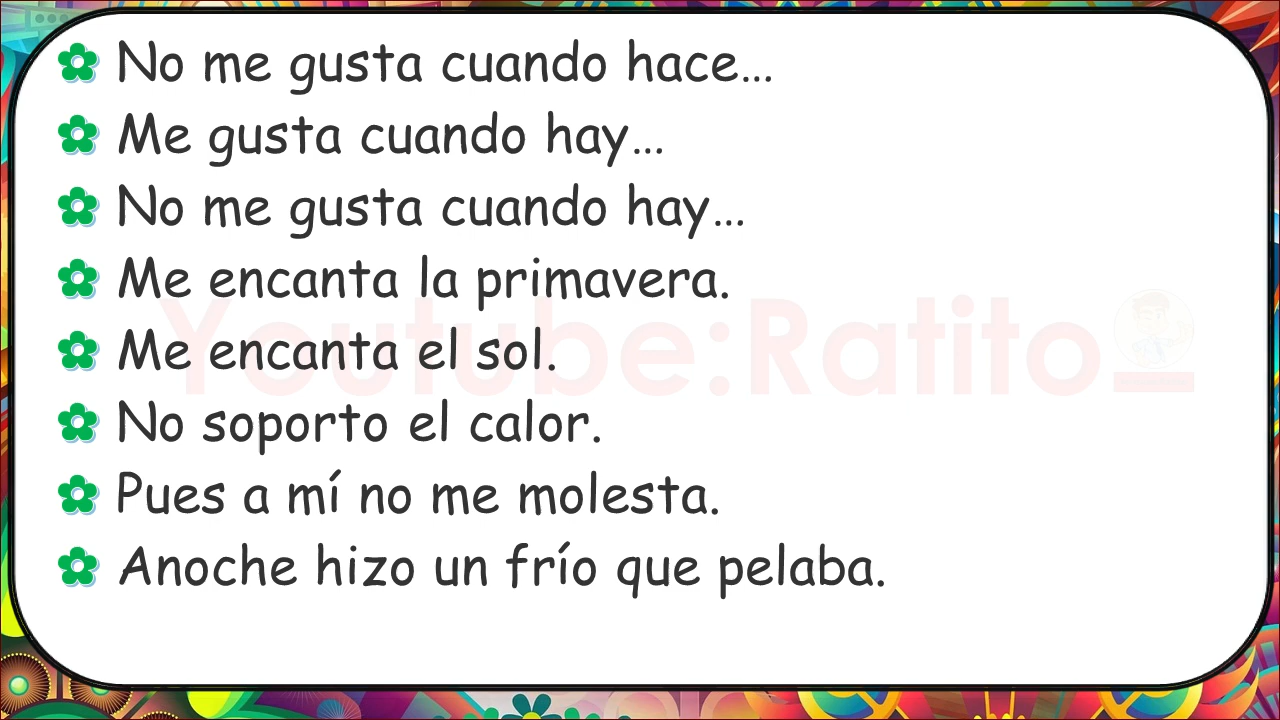 No me gusta cuando hace...
Me gusta cuando hay...
No me gusta cuando hay...
Me encanta la primavera.
Me encanta el sol.
Youtube:Ratito_
No soporto el calor.
Pues a mí no me molesta.
Anoche hizo un frío que pelaba.